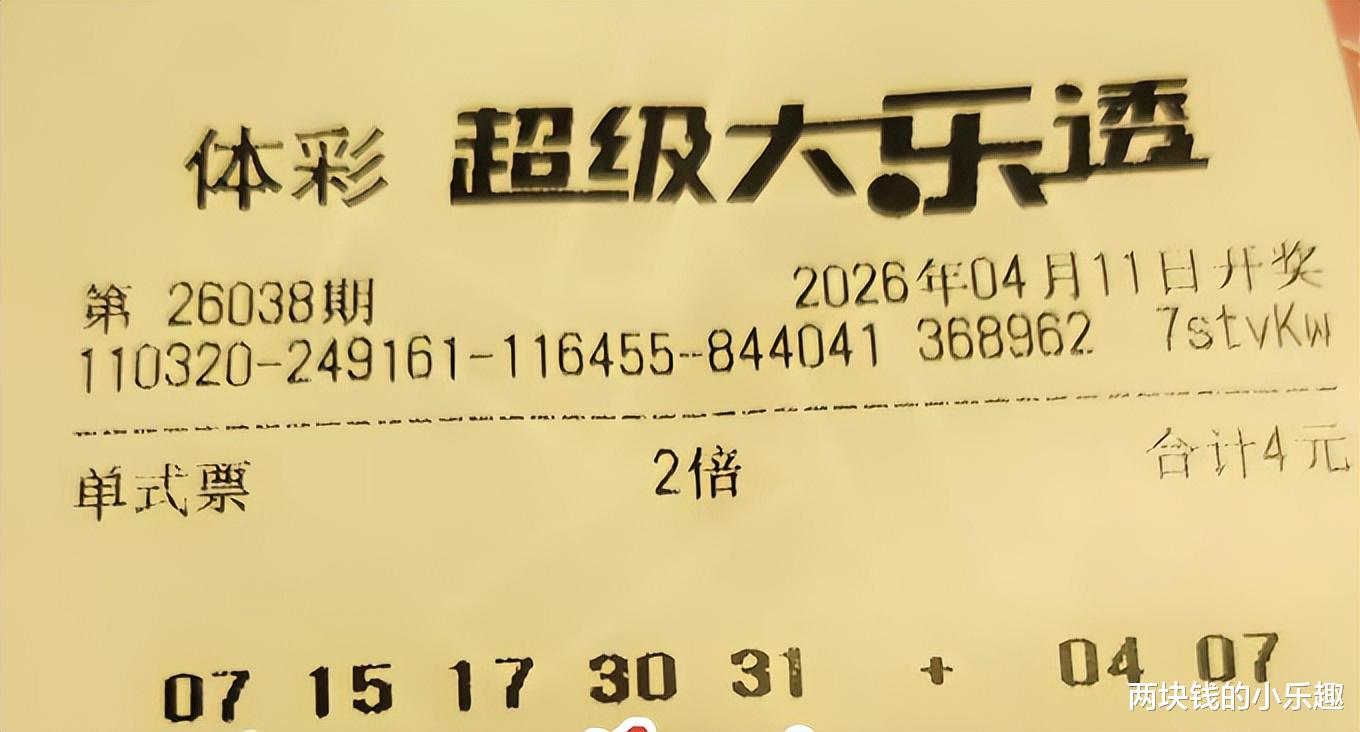 体彩 超级大乐透
第 26038期 2026年04月11日开奖
110320-249161-116455-844041 368962 7stvKw
单式票 2倍 合计4元
07 15 17 30 31 + 04 07
两块钱的小乐趣